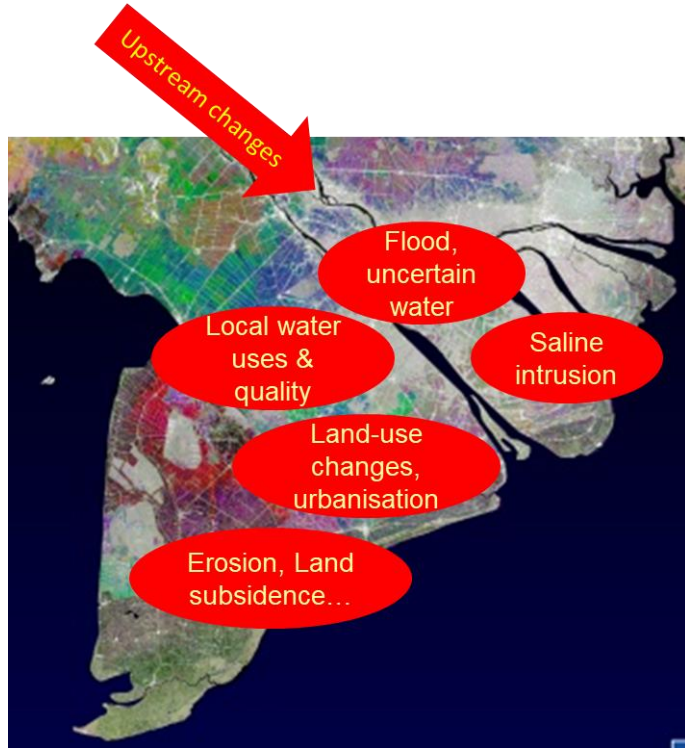 Upstream changes
Flood,
uncertain
water
Local water
uses &
quality
Saline
intrusion
Land-use
changes,
urbanisation
Erosion, Land
subsidence…